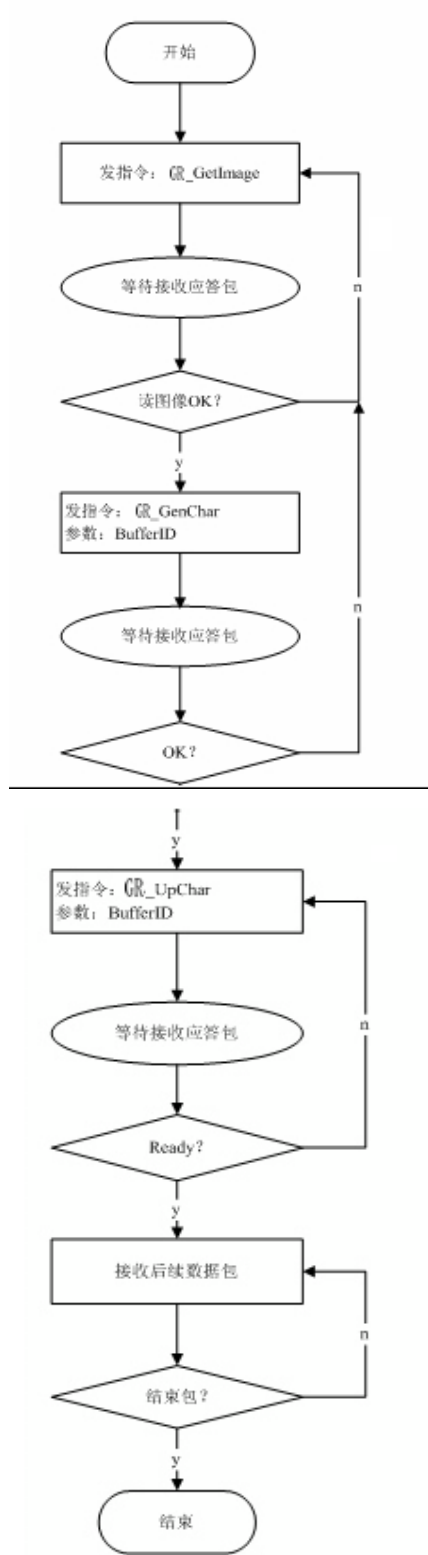 开始
发指令：GR_GetImage
等待接收应答包
n
读图像OK？
y
发指令：GR_GenChar
参数：BufferID
n
等待接收应答包
OK？
y
发指令：GR_UpChar
参数：BufferID
n
等待接收应答包
Ready？
y
接收后续数据包
n
结束包？
y
结束